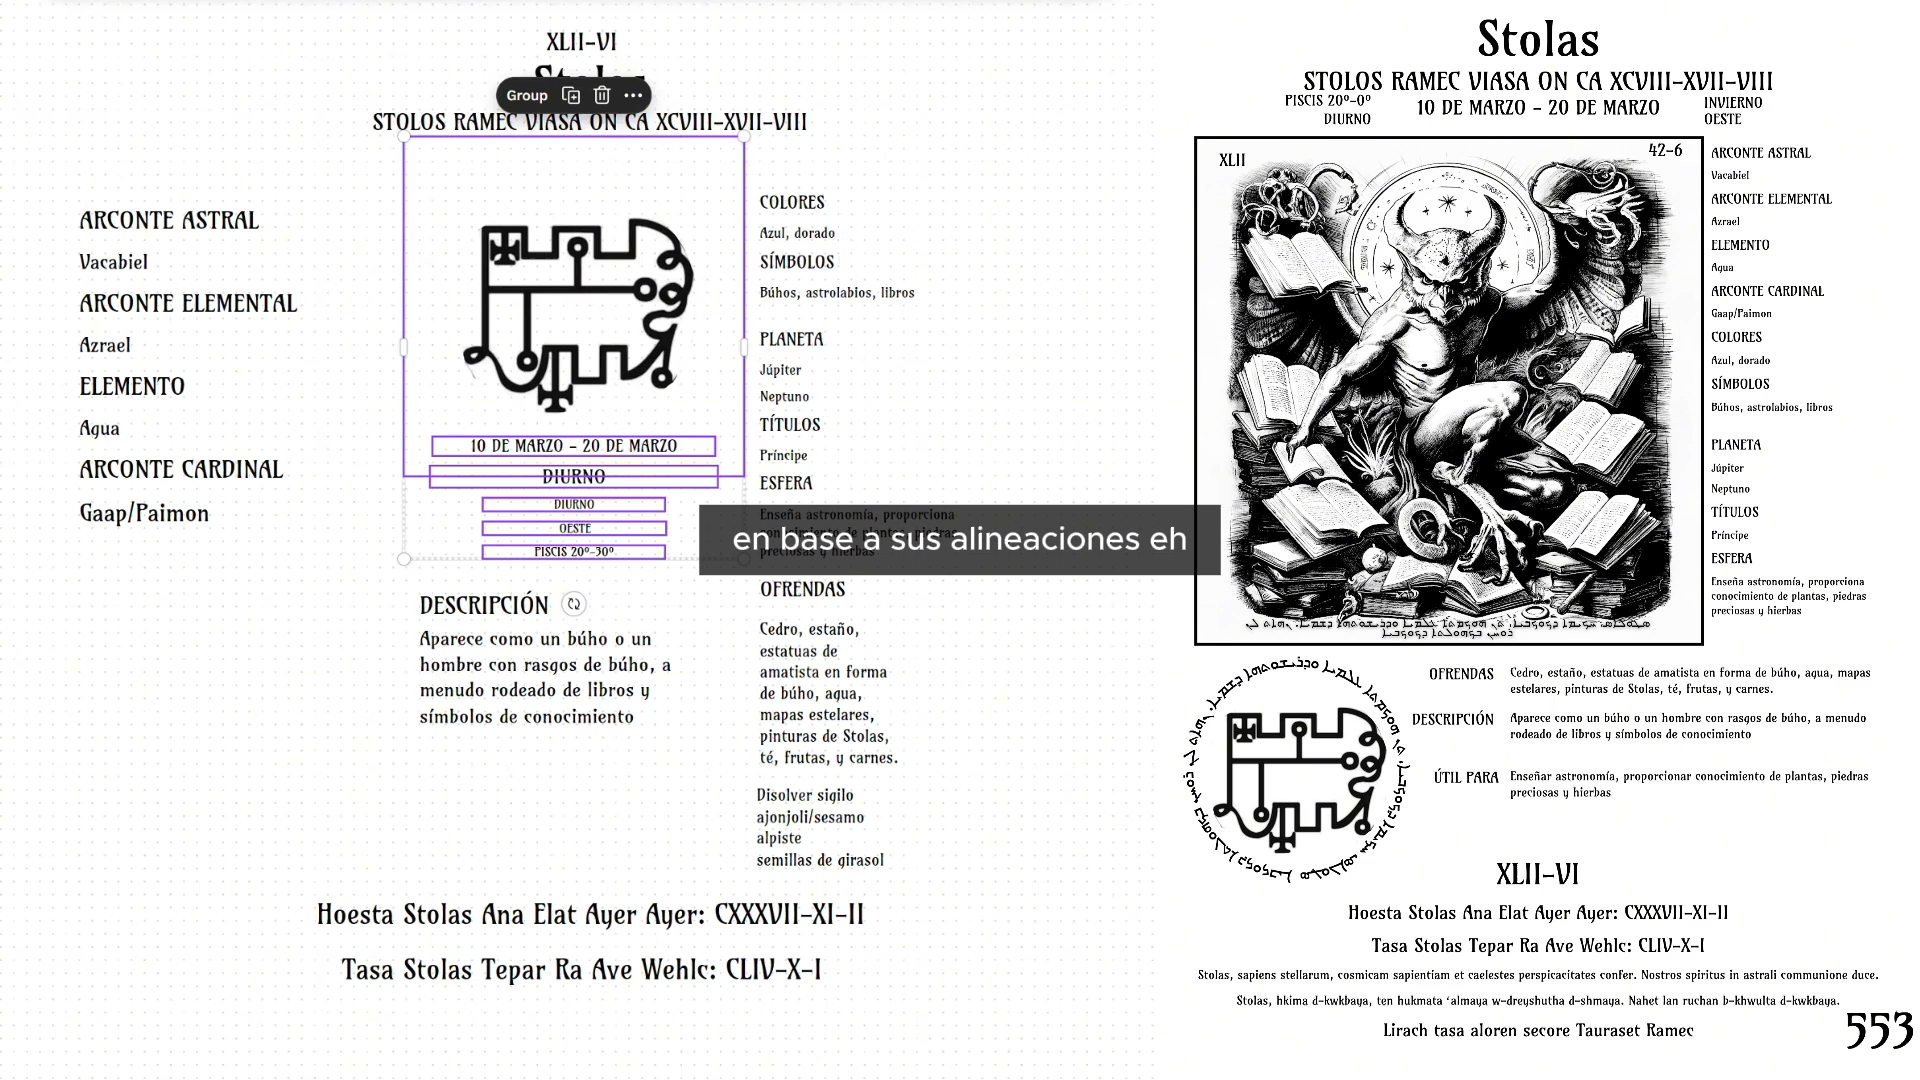 XLII-VI
Stolas
Group
STOLOS RAMEC VIASA ON CA XCVIII-XVII-VIII
ARCONTE ASTRAL
Vacabiel
ARCONTE ELEMENTAL
Azrael
ELEMENTO
Agua
ARCONTE CARDINAL
Gaap/Paimon
10 DE MARZO - 20 DE MARZO
DIURNO
DIURNO
OESTE
PISCIS 20º-30º
DESCRIPCIÓN
Aparece como un búho o un
hombre con rasgos de búho, a
menudo rodeado de libros y
símbolos de conocimiento
COLORES
Azul, dorado
SÍMBOLOS
Búhos, astrolabios, libros
PLANETA
Júpiter
Neptuno
TÍTULOS
Príncipe
ESFERA
Enseña astronomía, proporciona
conocimiento de plantas, piedras
preciosas y hierbas
OFRENDAS
Cedro, estaño,
estatuas de
amatista en forma
de búho, agua,
mapas estelares,
pinturas de Stolas,
té, frutas, y carnes.
Disolver sigilo
ajonjoli/sesamo
alpiste
semillas de girasol
Hoesta Stolas Ana Elat Ayer Ayer: CXXXVII-XI-II
Tasa Stolas Tepar Ra Ave Wehlc: CLIV-X-I
en base a sus alineaciones eh
Stolas
STOLOS RAMEC VIASA ON CA XCVIII-XVII-VIII
PISCIS 20º-0º
DIURNO
10 DE MARZO - 20 DE MARZO
INVIERNO
OESTE
XLII
42-6
ARCONTE ASTRAL
Vacabiel
ARCONTE ELEMENTAL
Azrael
ELEMENTO
Agua
ARCONTE CARDINAL
Gaap/Paimon
COLORES
Azul, dorado
SÍMBOLOS
Búhos, astrolabios, libros
PLANETA
Júpiter
Neptuno
TÍTULOS
Príncipe
ESFERA
Enseña astronomía, proporciona
conocimiento de plantas, piedras
preciosas y hierbas
OFRENDAS
Cedro, estaño, estatuas de amatista en forma de búho, agua, mapas
estelares, pinturas de Stolas, té, frutas, y carnes.
DESCRIPCIÓN
Aparece como un búho o un hombre con rasgos de búho, a menudo
rodeado de libros y símbolos de conocimiento
ÚTIL PARA
Enseñar astronomía, proporcionar conocimiento de plantas, piedras
preciosas y hierbas
XLII-VI
Hoesta Stolas Ana Elat Ayer Ayer: CXXXVII-XI-II
Tasa Stolas Tepar Ra Ave Wehlc: CLIV-X-I
Stolas, sapiens stellarum, cosmicam sapientiam et caelestes perspicacitates confer. Nostros spiritus in astrali communione duce.
Stolas, hkima d-kwkbaya, ten hukmata ʻalmaya w-dreyshutha d-shmaya. Nahet lan ruchan b-khwulta d-kwkbaya.
Lirach tasa aloren secore Tauraset Ramec
553